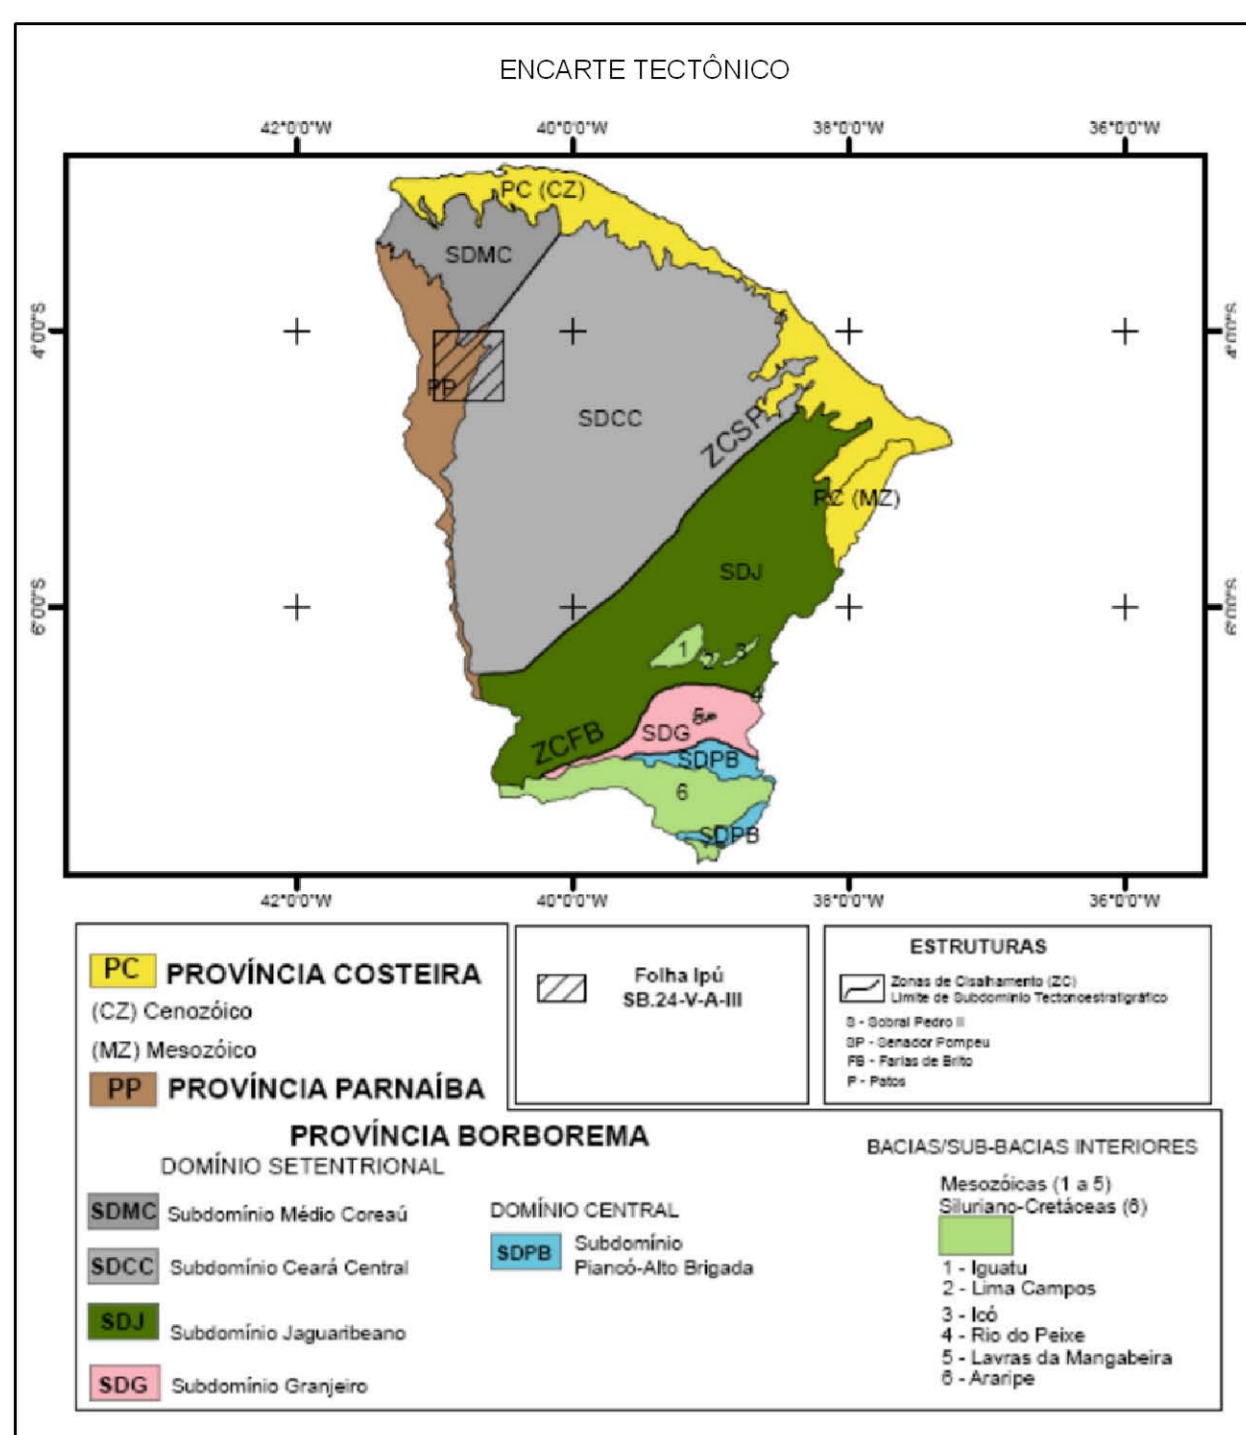 ENCARTE TECTÔNICO
42°0'0"W 40°0'0"W 38°0'0"W 36°0'0"W
PC (CZ)
SDMC
4°0'0"S 4°0'0"S
PP
SDCC
ZCSP
PC (MZ)
SDJ
6°0'0"S 6°0'0"S
1 2 3
4
5
SDG
ZCFB
SDPB
6
SDPB
42°0'0"W 40°0'0"W 38°0'0"W 36°0'0"W
PC PROVÍNCIA COSTEIRA
(CZ) Cenozóico
(MZ) Mesozóico
PP PROVÍNCIA PARNAÍBA
Folha Ipú
SB.24-V-A-III
ESTRUTURAS
Zonas de Cisalhamento (ZC)
Limite de Subdomínio Tectonoestratigráfico
S - Sobral Pedro II
SP - Senador Pompeu
FB - Farias de Brito
P - Patos
PROVÍNCIA BORBOREMA
DOMÍNIO SETENTRIONAL
SDMC Subdomínio Médio Coreaú
SDCC Subdomínio Ceará Central
SDJ Subdomínio Jaguaribeano
SDG Subdomínio Granjeiro
DOMÍNIO CENTRAL
SDPB Subdomínio
Piancó-Alto Brigada
BACIAS/SUB-BACIAS INTERIORES
Mesozóicas (1 a 5)
Siluriano-Cretáceas (6)
1 - Iguatu
2 - Lima Campos
3 - Icó
4 - Rio do Peixe
5 - Lavras da Mangabeira
6 - Araripe